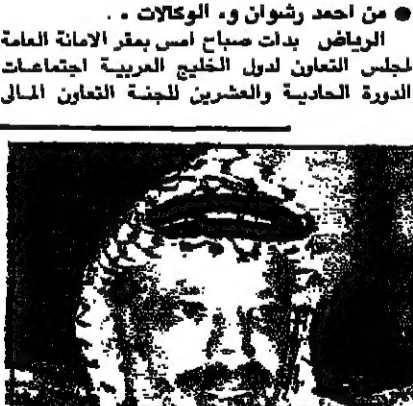 ● من احمد رشوان و، الوكالات ..
الرياض بدات صباح امس بمقر الامانة العامة
لمجلس التعاون لدول الخليج العربية اجتماعات
الدورة الحادية والعشرين للجنة التعاون المالى